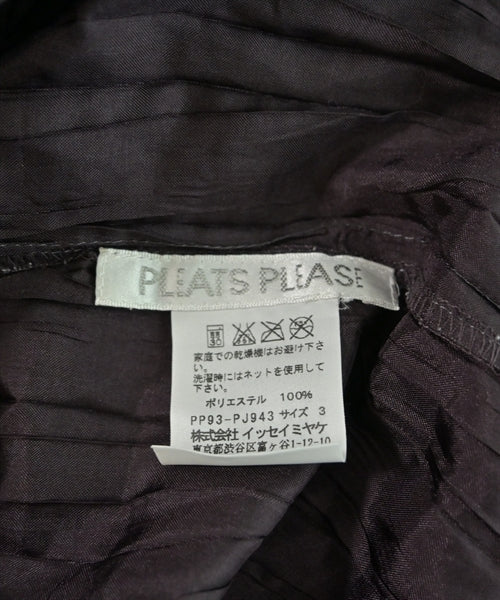 PLEATS PLEASE
弱
30
家庭での乾燥機はお避け下さ
い。
洗濯時にはネットを使用して
下さい。
ポリエステル 100%
PP93-PJ943 サイズ 3
株式会社 イッセイミヤケ
東京都渋谷区富ヶ谷1-12-10